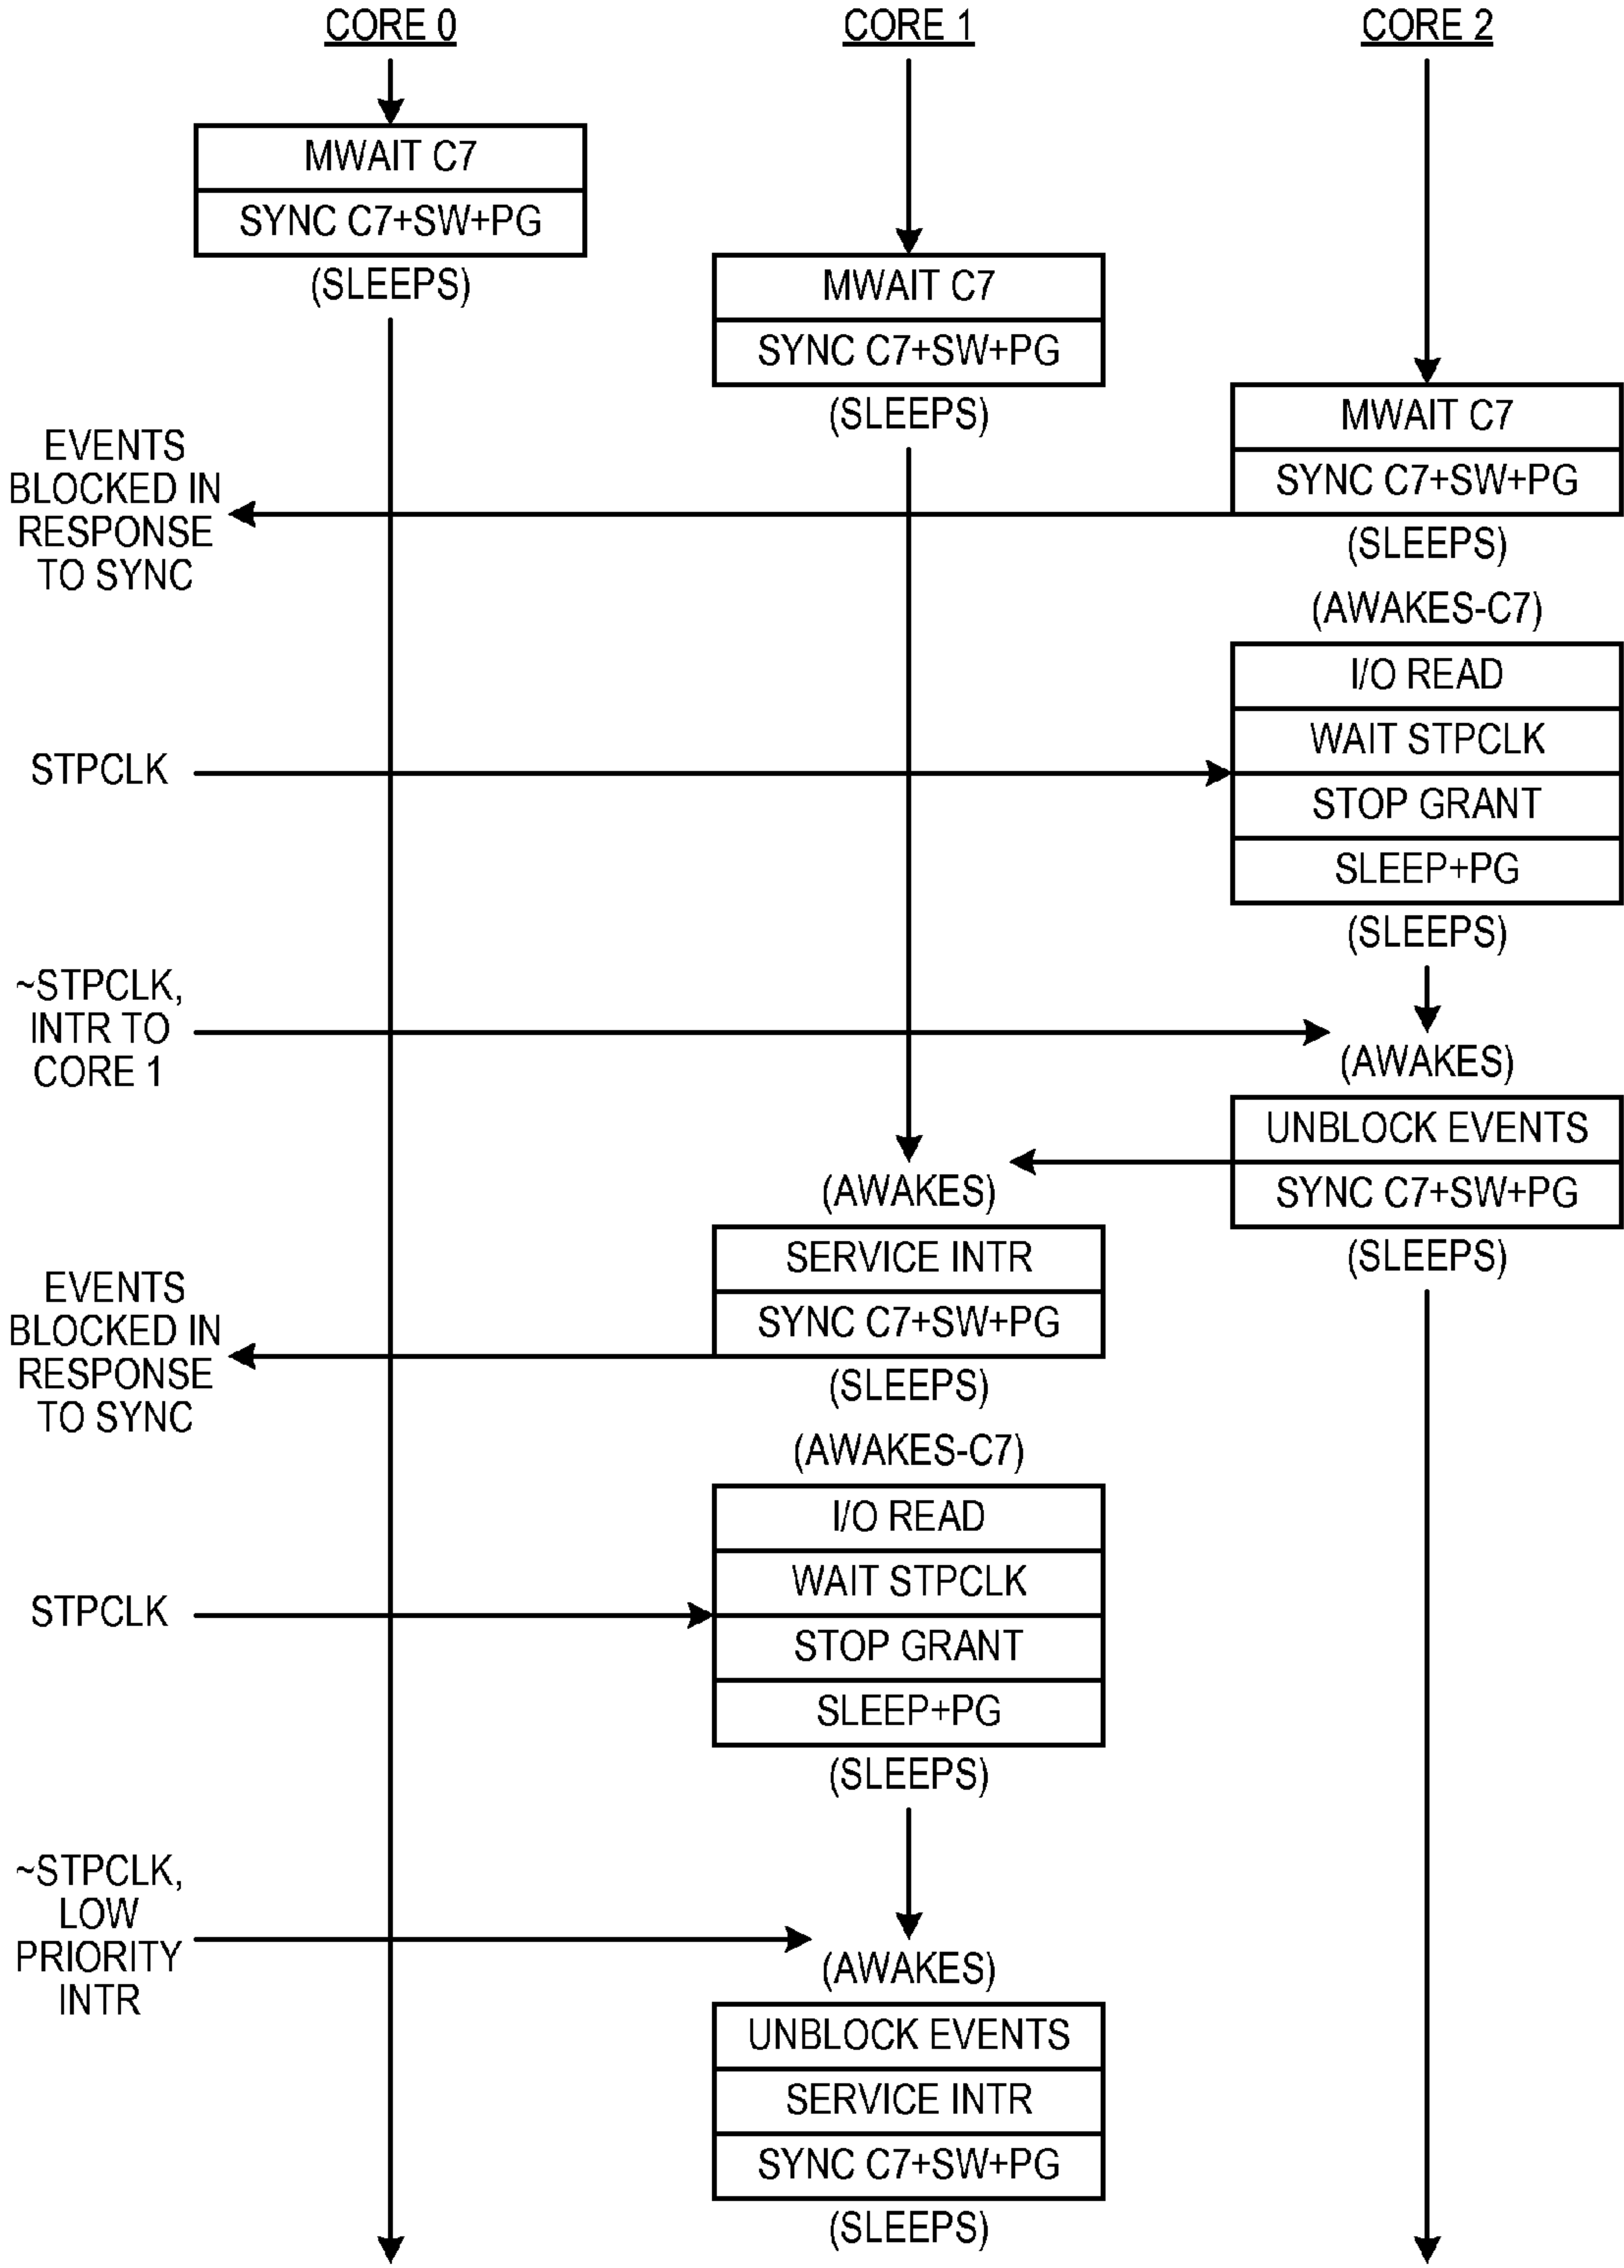 CORE 0
CORE 1
CORE 2
MWAIT C7
SYNC C7+SW+PG
(SLEEPS)
MWAIT C7
SYNC C7+SW+PG
(SLEEPS)
MWAIT C7
SYNC C7+SW+PG
(SLEEPS)
EVENTS
BLOCKED IN
RESPONSE
TO SYNC
(AWAKES-C7)
I/O READ
WAIT STPCLK
STPCLK
STOP GRANT
SLEEP+PG
(SLEEPS)
~STPCLK,
INTR TO
CORE 1
(AWAKES)
UNBLOCK EVENTS
SYNC C7+SW+PG
(SLEEPS)
(AWAKES)
SERVICE INTR
SYNC C7+SW+PG
(SLEEPS)
EVENTS
BLOCKED IN
RESPONSE
TO SYNC
(AWAKES-C7)
I/O READ
WAIT STPCLK
STPCLK
STOP GRANT
SLEEP+PG
(SLEEPS)
~STPCLK,
LOW
PRIORITY
INTR
(AWAKES)
UNBLOCK EVENTS
SERVICE INTR
SYNC C7+SW+PG
(SLEEPS)